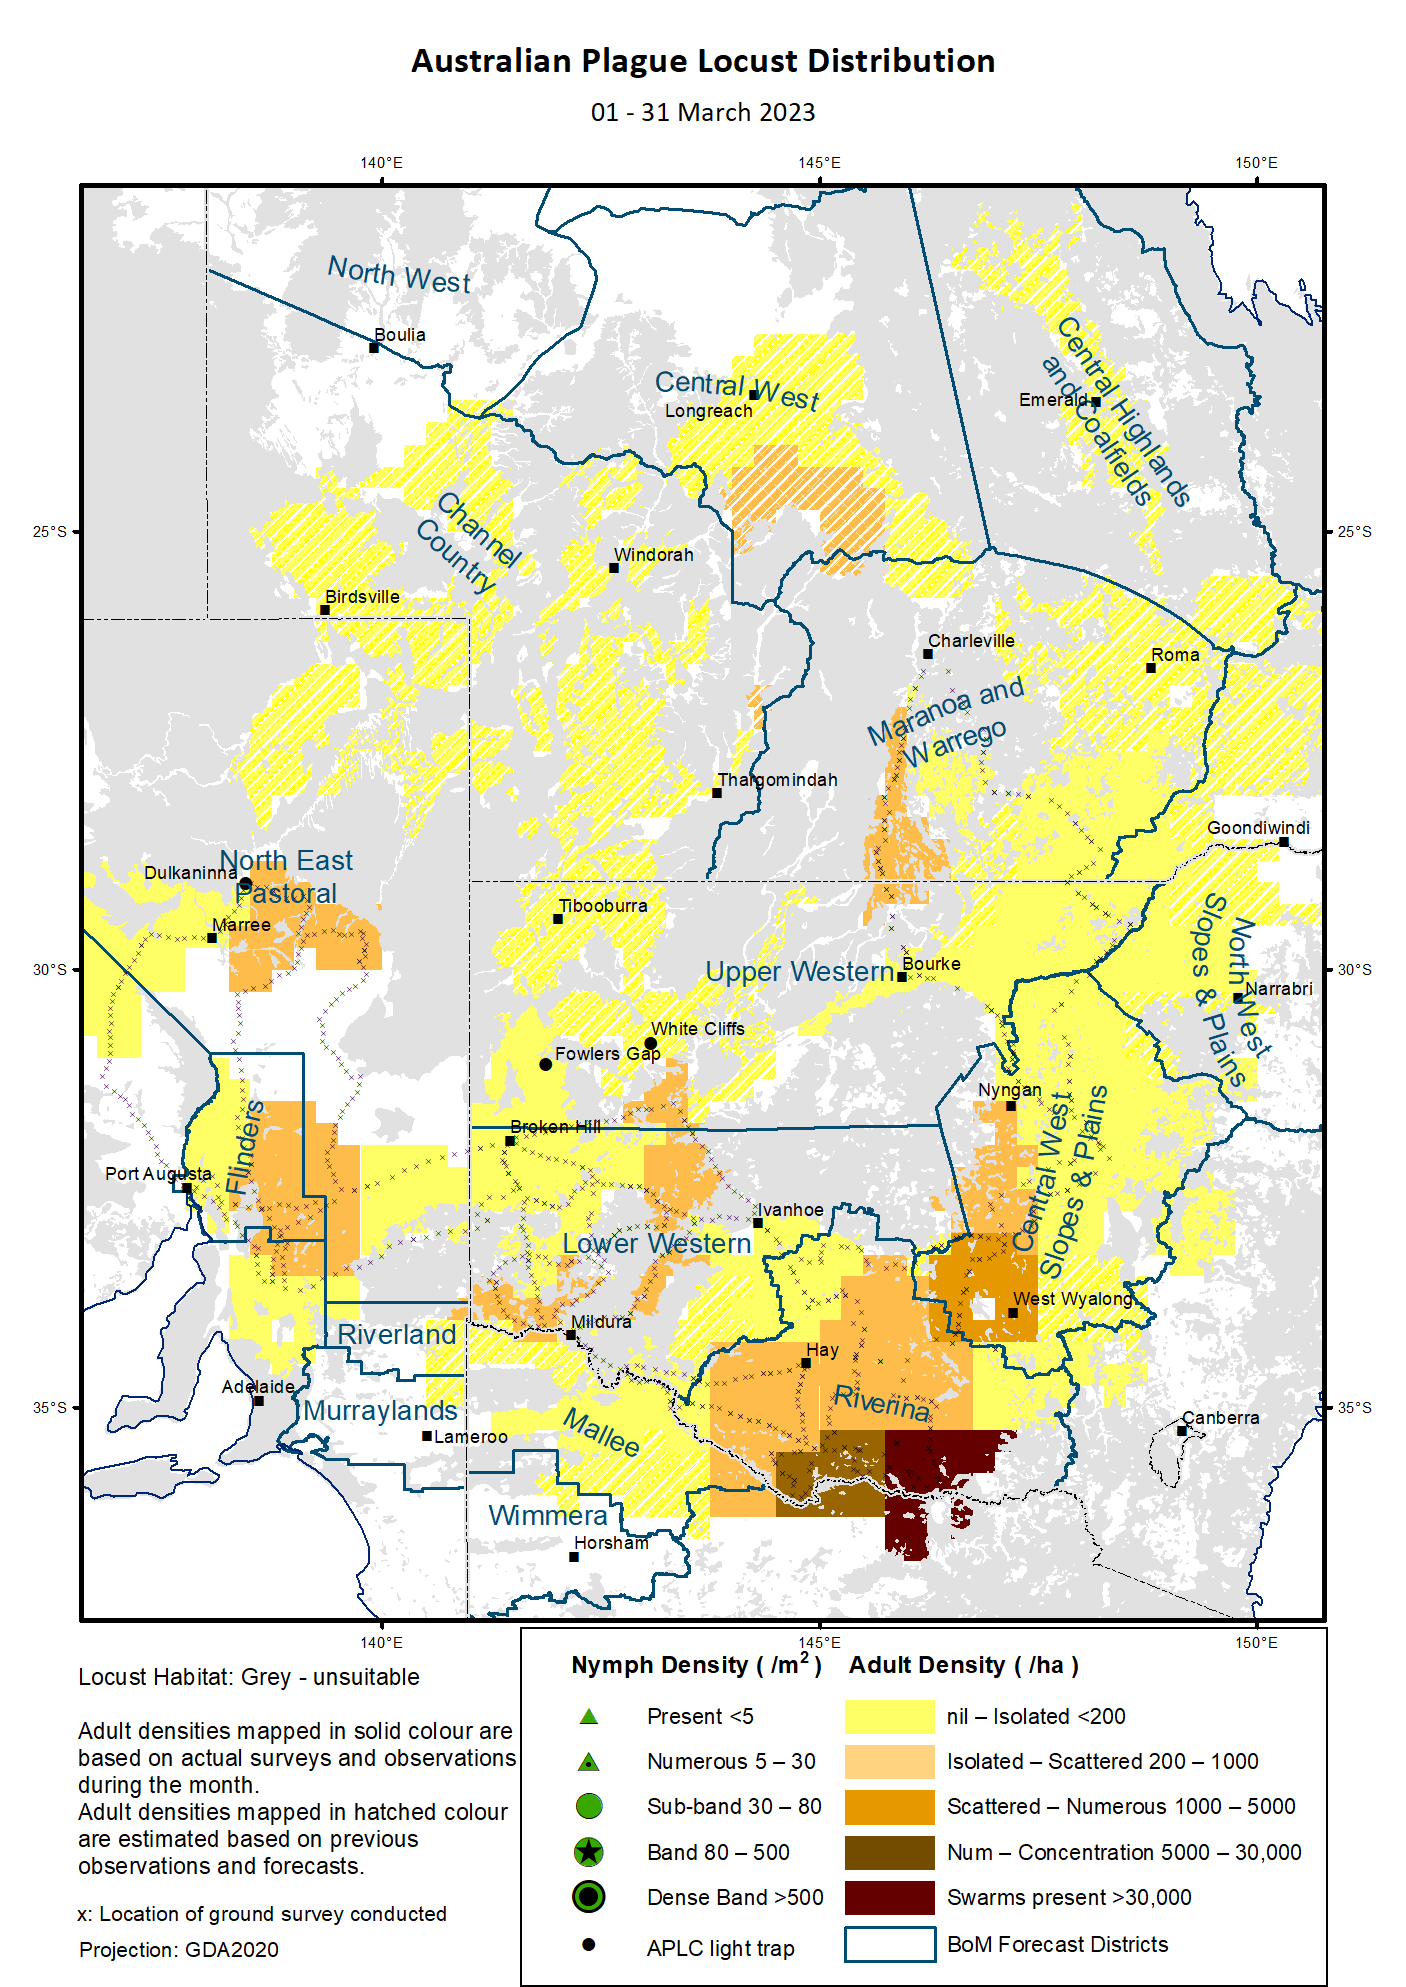 Australian Plague Locust Distribution
01 - 31 March 2023
140°E
145°E
150°E
North West
Boulia
Central West
Longreach
Central Highlands
and Coalfields
Emerald
25°S
25°S
Channel
Country
Windorah
Birdsville
Charleville
Roma
Maranoa and
Warrego
Thargomindah
Goondiwindi
North East
Pastoral
Dulkaninna
Marree
Tibooburra
30°S
30°S
Upper Western
Bourke
North West
Slopes & Plains
Narrabri
White Cliffs
Fowlers Gap
Nyngan
Central West
Slopes & Plains
Flinders
Broken Hill
Port Augusta
Ivanhoe
Lower Western
West Wyalong
Mildura
Riverland
Hay
Adelaide
Riverina
Murraylands
35°S
35°S
Canberra
Mallee
Lameroo
Wimmera
Horsham
140°E
145°E
150°E
Locust Habitat: Grey - unsuitable
Adult densities mapped in solid colour are
based on actual surveys and observations
during the month.
Adult densities mapped in hatched colour
are estimated based on previous
observations and forecasts.
x: Location of ground survey conducted
Projection: GDA2020
Nymph Density ( /m² )
Present <5
Numerous 5 – 30
Sub-band 30 – 80
Band 80 – 500
Dense Band >500
APLC light trap
Adult Density ( /ha )
nil – Isolated <200
Isolated – Scattered 200 – 1000
Scattered – Numerous 1000 – 5000
Num – Concentration 5000 – 30,000
Swarms present >30,000
BoM Forecast Districts